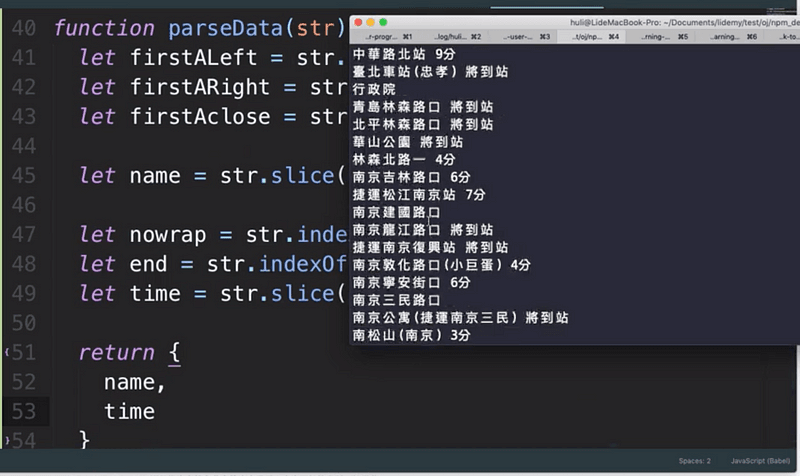 40 function parseData(str)
41 let firstALeft = str.
42 let firstARight = str
43 let firstAclose = str
44
45 let name = str.slice(
46
47 let nowrap = str.inde
48 let end = str.indexOf
49 let time = str.slice(
50
51 return {
52 name,
53 time
54 }
Spaces: 2 JavaScript (Babel)
huli@LideMacBook-Pro: ~/Documents/lidemy/test/oj/npm_de
..r-progr... ⌘1 ..log/huli... ⌘2 ..-user-... ⌘3 ..t/oj/np... ⌘4 ..rning-... ⌘5 ..arning... ⌘6 ..k-to
中華路北站 9分
臺北車站(忠孝) 將到站
行政院
青島林森路口 將到站
北平林森路口 將到站
華山公園 將到站
林森北路一 4分
南京吉林路口 6分
捷運松江南京站 7分
南京建國路口
南京龍江路口 將到站
捷運南京復興站 將到站
南京敦化路口(小巨蛋) 4分
南京寧安街口 6分
南京三民路口
南京公寓(捷運南京三民) 將到站
南松山(南京) 3分